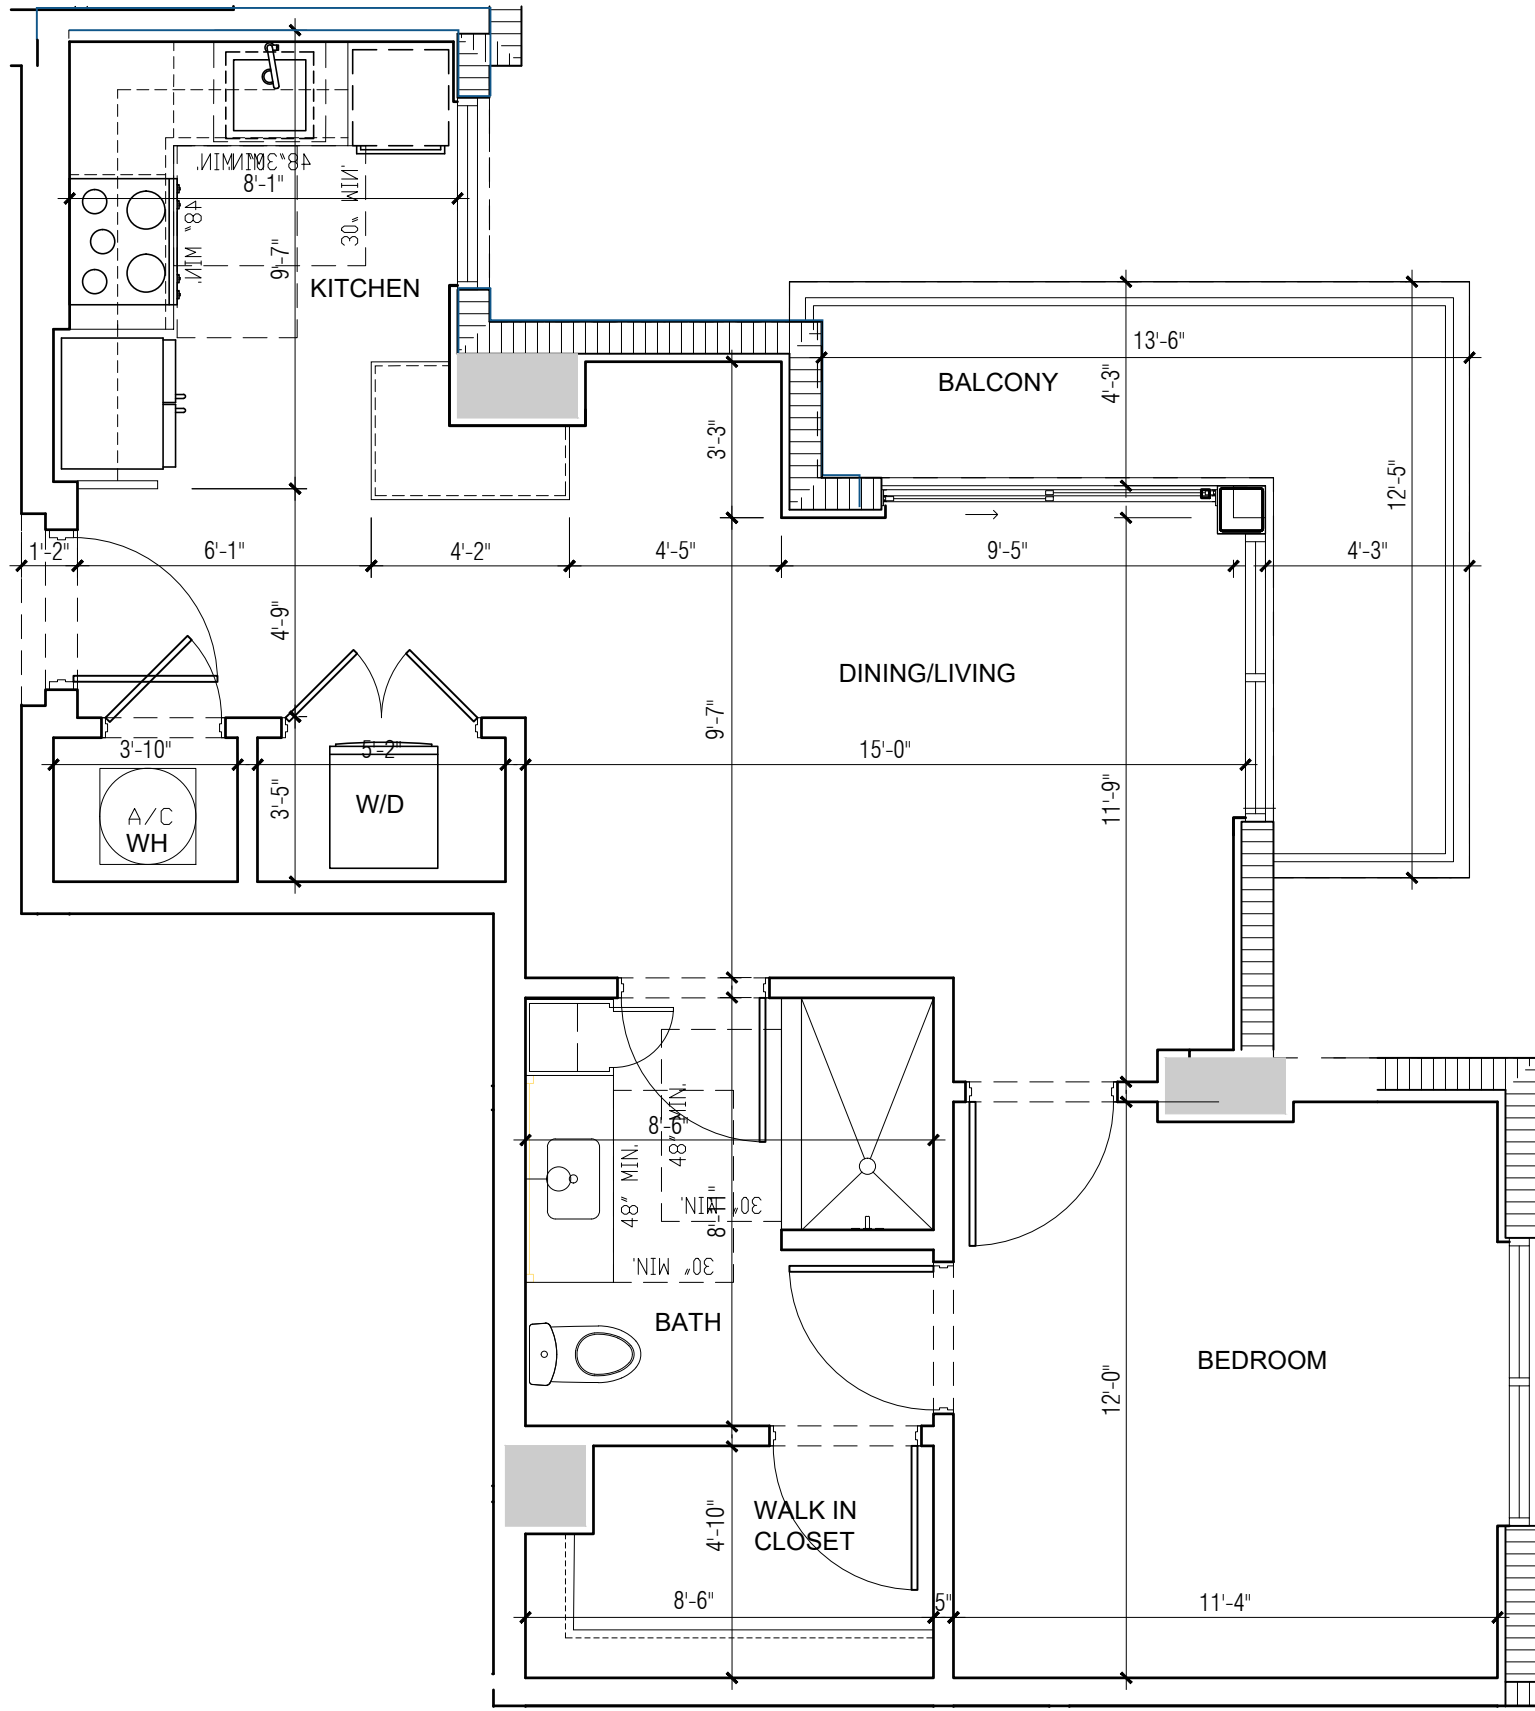 48" MIN.
30" MIN.
8'-1"
30" MIN.
48" MIN.
9'-7"
KITCHEN
13'-6"
BALCONY
4'-3"
3'-3"
12'-5"
1'-2"
6'-1"
4'-2"
4'-5"
9'-5"
4'-3"
4'-9"
DINING/LIVING
9'-7"
3'-10"
5'-2"
15'-0"
3'-5"
W/D
11'-9"
A/C
WH
48" MIN.
8'-6"
48" MIN.
30" MIN.
8'-11"
30" MIN.
BATH
BEDROOM
12'-0"
WALK IN
CLOSET
4'-10"
8'-6"
5"
11'-4"